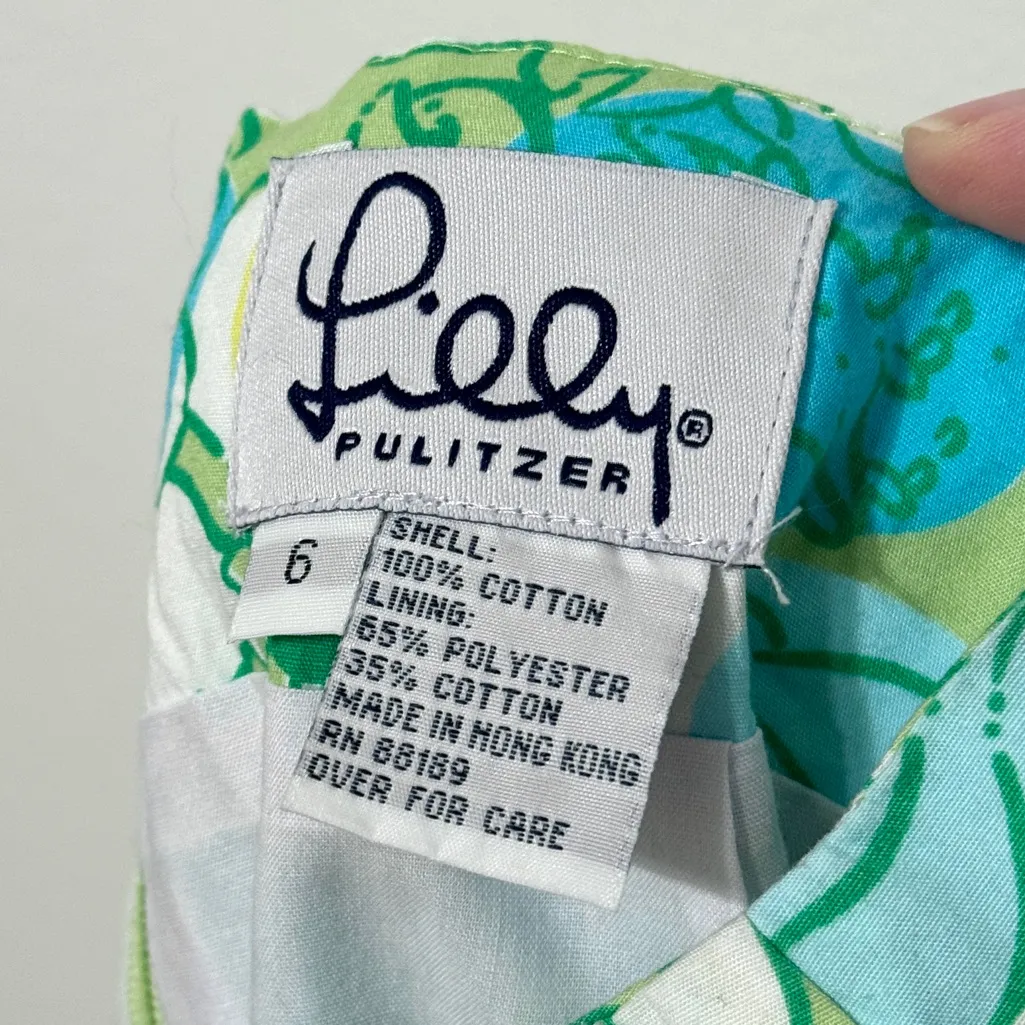 Lilly®
PULITZER
6
SHELL:
100% COTTON
LINING:
65% POLYESTER
35% COTTON
MADE IN HONG KONG
RN 88189
OVER FOR CARE